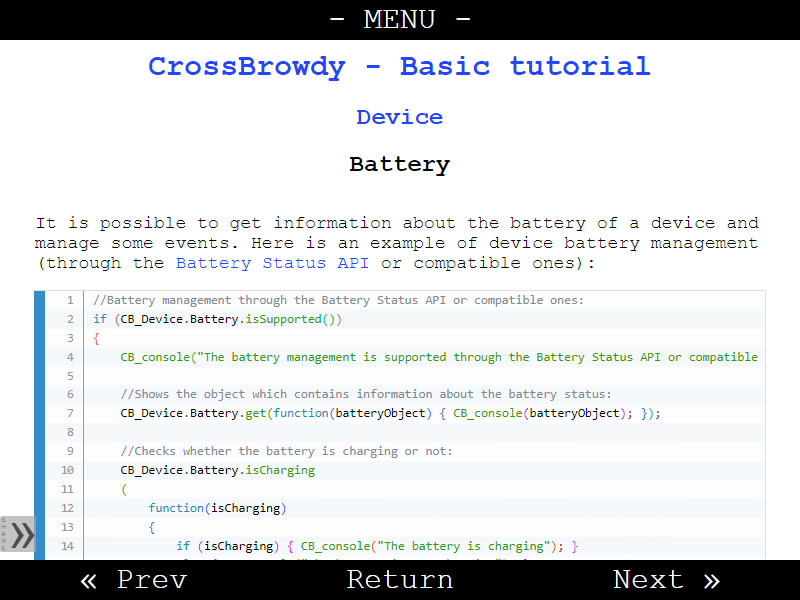 - MENU -
CrossBrowdy - Basic tutorial
Device
Battery
It is possible to get information about the battery of a device and
manage some events. Here is an example of device battery management
(through the Battery Status API or compatible ones):
1 //Battery management through the Battery Status API or compatible ones:
2 if (CB_Device.Battery.isSupported())
3 {
4 CB_console("The battery management is supported through the Battery Status API or compatible
5
6 //Shows the object which contains information about the battery status:
7 CB_Device.Battery.get(function(batteryObject) { CB_console(batteryObject); });
8
9 //Checks whether the battery is charging or not:
10 CB_Device.Battery.isCharging
11 (
12 function(isCharging)
13 {
14 if (isCharging) { CB_console("The battery is charging"); }
SHARE
« Prev Return Next »